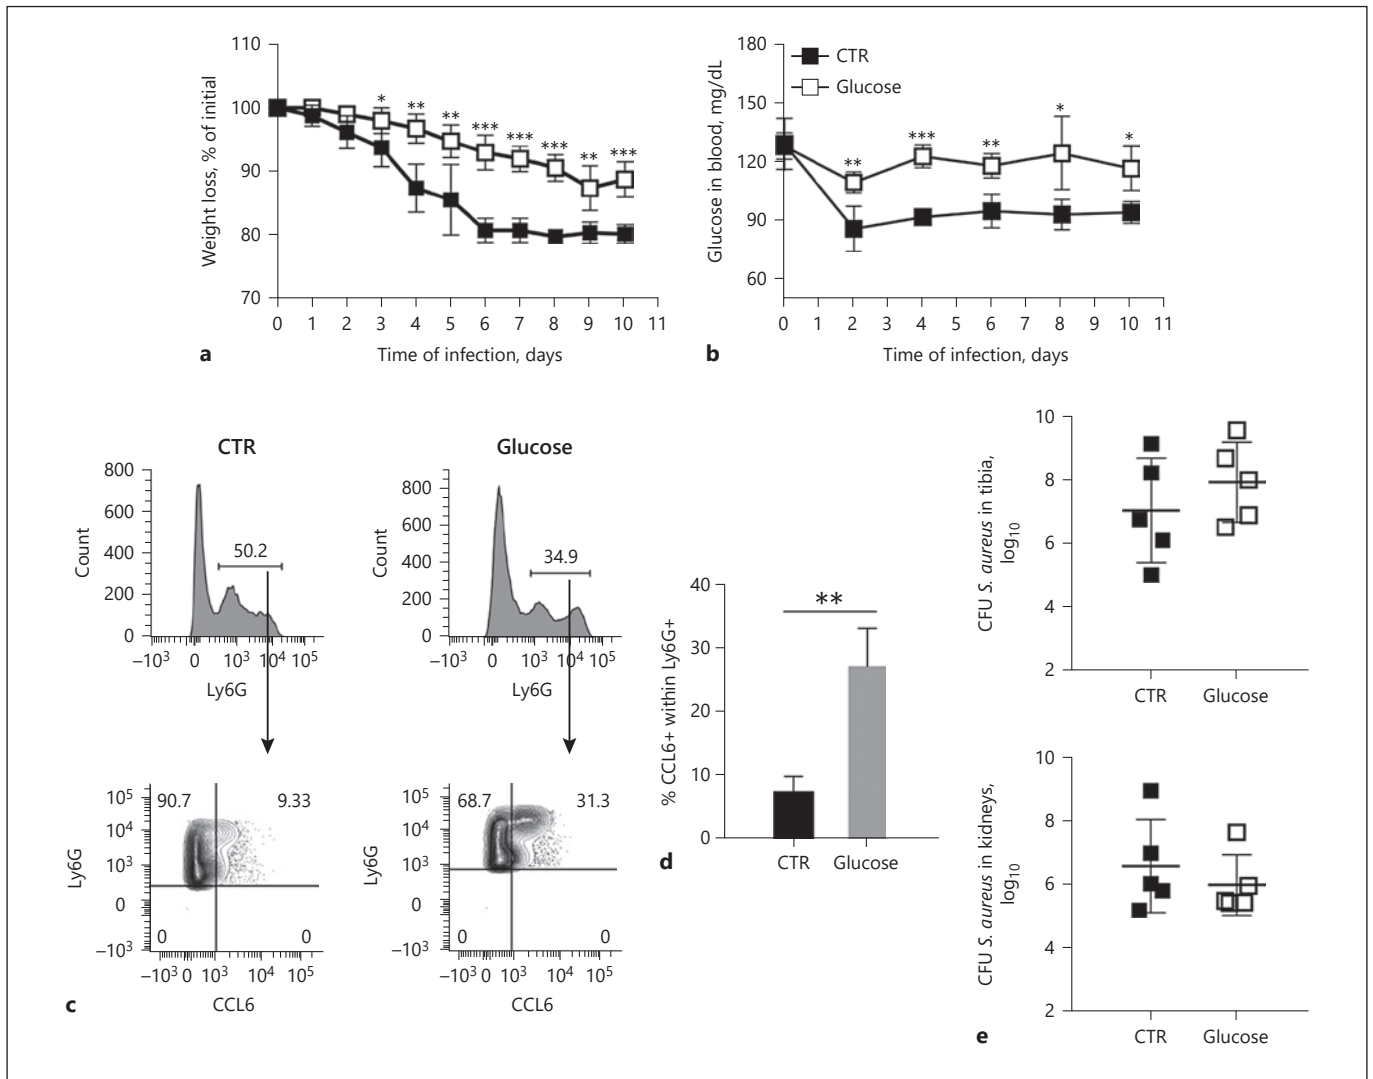 110
100
90
80
70
Weight loss, % of initial
* ** ** *** *** *** ** ***
0 1 2 3 4 5 6 7 8 9 10 11
Time of infection, days
a
180
150
120
90
60
Glucose in blood, mg/dL
CTR
Glucose
** *** ** * *
0 1 2 3 4 5 6 7 8 9 10 11
Time of infection, days
b
CTR
800
600
400
200
0
Count
50.2
–10³ 0 10³ 10⁴ 10⁵
Ly6G
Glucose
800
600
400
200
0
Count
34.9
–10³ 0 10³ 10⁴ 10⁵
Ly6G
10⁵
10⁴
10³
0
–10³
Ly6G
90.7 9.33
0 0
–10³ 0 10³ 10⁴ 10⁵
CCL6
10⁵
10⁴
10³
0
–10³
Ly6G
68.7 31.3
0 0
–10³ 0 10³ 10⁴ 10⁵
CCL6
c
40
30
20
10
0
% CCL6+ within Ly6G+
**
CTR Glucose
d
10
8
6
4
2
CFU S. aureus in tibia,
log₁₀
CTR Glucose
10
8
6
4
2
CFU S. aureus in kidneys,
log₁₀
CTR Glucose
e